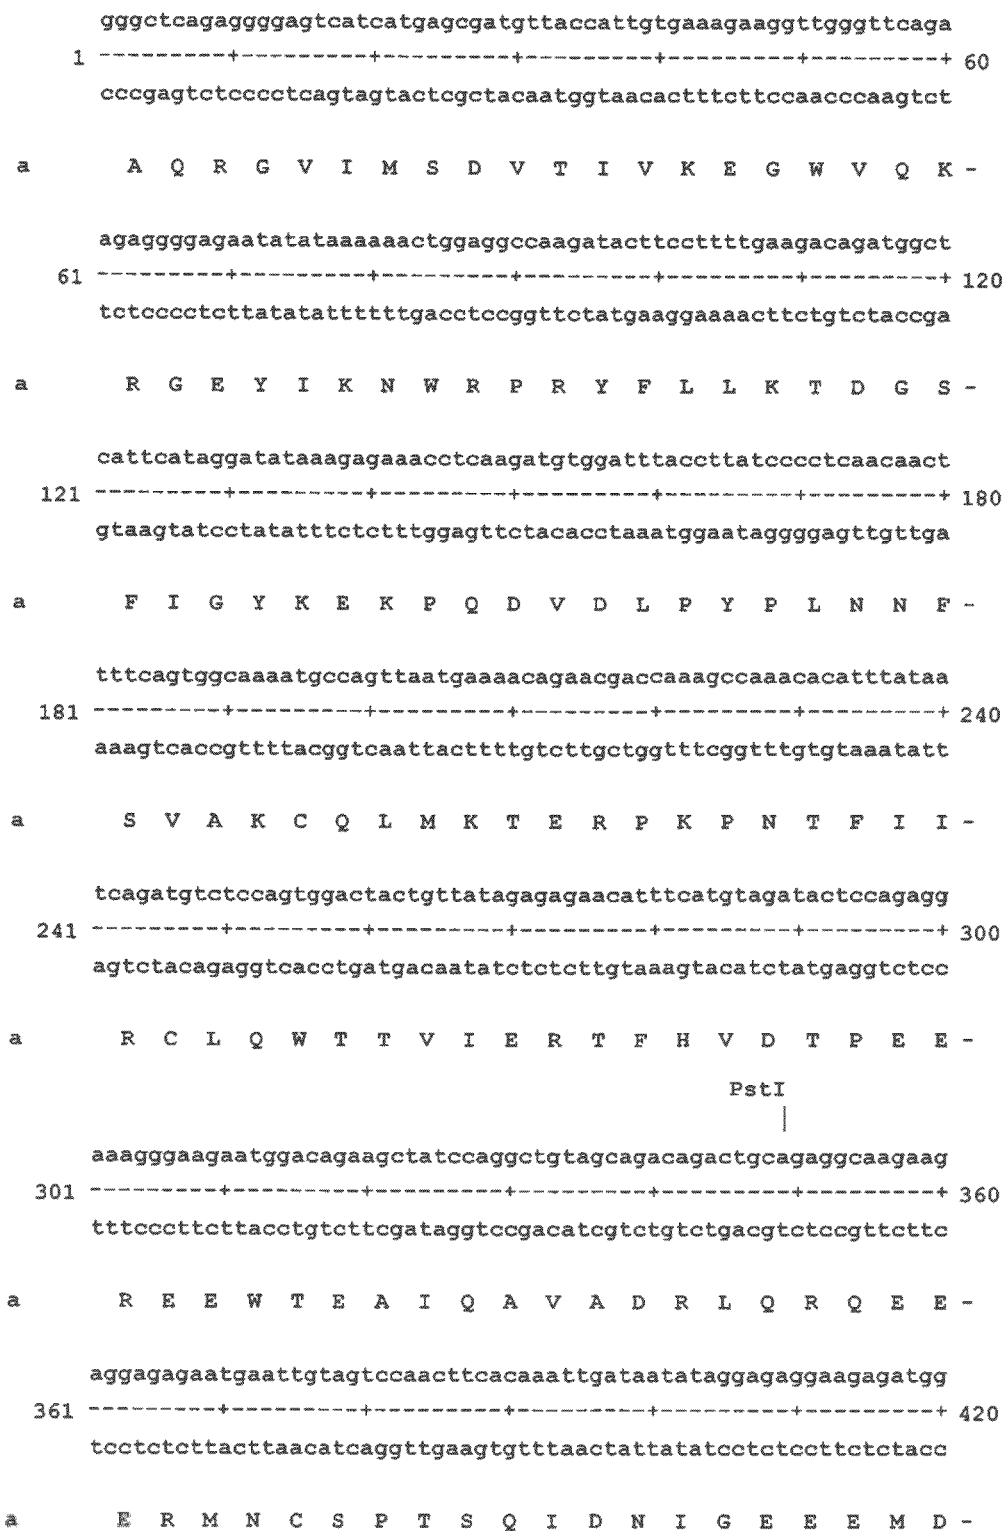 gggctcagaggggagtcatcatgagcgatgttaccattgtgaaagaaggttgggttcaga
1 ---------+---------+---------+---------+---------+---------+ 60
cccgagtctcccctcagtagtactcgctacaatggtaacactttcttccaacccaagtct
a A Q R G V I M S D V T I V K E G W V Q K -
agaggggagaatatataaaaaactggaggccaagatacttccttttgaagacagatggct
61 ---------+---------+---------+---------+---------+---------+ 120
tctcccctcttatatattttttgacctccggttctatgaaggaaaacttctgtctaccga
a R G E Y I K N W R P R Y F L L K T D G S -
cattcataggatataaagagaaacctcaagatgtggatttaccttatcccctcaacaact
121 ---------+---------+---------+---------+---------+---------+ 180
gtaagtatcctatatttctctttggagttctacacctaaatggaataggggagttgttga
a F I G Y K E K P Q D V D L P Y P L N N F -
tttcagtggcaaaatgccagttaatgaaaacagaacgaccaaagccaaacacatttataa
181 ---------+---------+---------+---------+---------+---------+ 240
aaagtcaccgttttacggtcaattacttttgtcttgctggtttcggtttgtgtaaatatt
a S V A K C Q L M K T E R P K P N T F I I -
tcagatgtctccagtggactactgttatagagagaacatttcatgtagatactccagagg
241 ---------+---------+---------+---------+---------+---------+ 300
agtctacagaggtcacctgatgacaatatctctcttgtaaagtacatctatgaggtctcc
a R C L Q W T T V I E R T F H V D T P E E -
PstI
aaagggaagaatggacagaagctatccaggctgtagcagacagactgcagaggcaagaag
301 ---------+---------+---------+---------+---------+---------+ 360
tttcccttcttacctgtcttcgataggtccgacatcgtctgtctgacgtctccgttcttc
a R E E W T E A I Q A V A D R L Q R Q E E -
aggagagaatgaattgtagtccaacttcacaaattgataatataggagaggaagagatgg
361 ---------+---------+---------+---------+---------+---------+ 420
tcctctcttacttaacatcaggttgaagtgtttaactattatatcctctccttctctacc
a E R M N C S P T S Q I D N I G E E E M D -